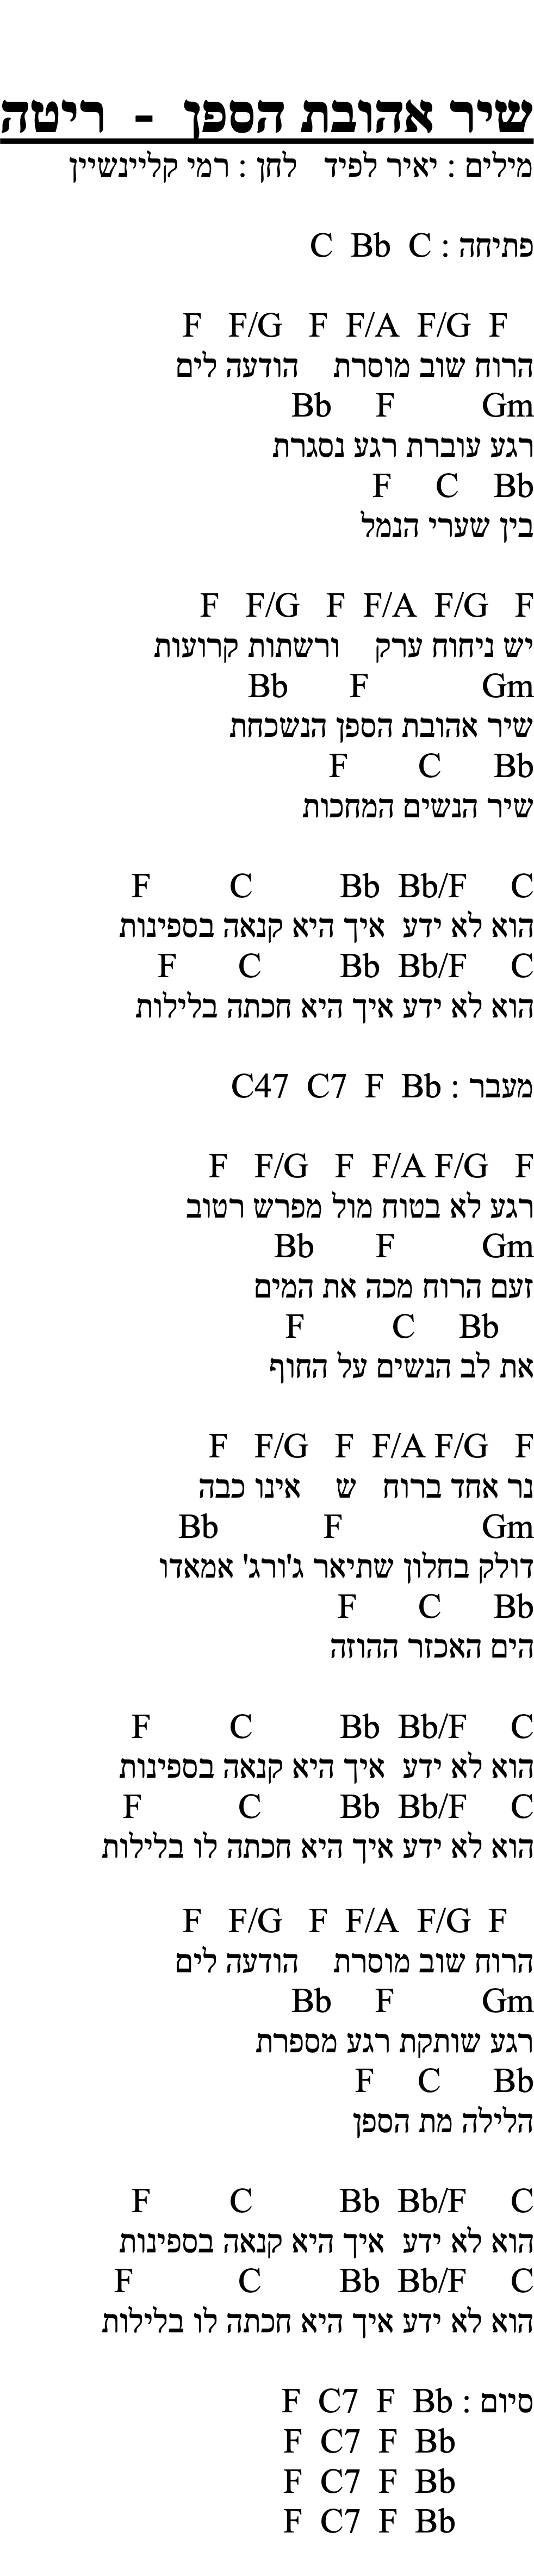 שיר אהובת הספן - ריטה
מילים : יאיר לפיד לחן : רמי קליינשיין
פתיחה : C Bb C
F F/G F F/A F/G F
הרוח שוב מוסרת הודעה לים
Bb F Gm
רגע עוברת רגע נסגרת
F C Bb
בין שערי הנמל
F F/G F F/A F/G F
יש ניחוח ערק ורשתות קרועות
Bb F Gm
שיר אהובת הספן הנשכחת
F C Bb
שיר הנשים המחכות
F C Bb Bb/F C
הוא לא ידע איך היא קנאה בספינות
F C Bb Bb/F C
הוא לא ידע איך היא חכתה בלילות
מעבר : C47 C7 F Bb
F F/G F F/A F/G F
רגע לא בטוח מול מפרש רטוב
Bb F Gm
זעם הרוח מכה את המים
F C Bb
את לב הנשים על החוף
F F/G F F/A F/G F
נר אחד ברוח ש אינו כבה
Bb F Gm
דולק בחלון שתיאר ג'ורג' אמאדו
F C Bb
הים האכזר ההוזה
F C Bb Bb/F C
הוא לא ידע איך היא קנאה בספינות
F C Bb Bb/F C
הוא לא ידע איך היא חכתה לו בלילות
F F/G F F/A F/G F
הרוח שוב מוסרת הודעה לים
Bb F Gm
רגע שותקת רגע מספרת
F C Bb
הלילה מת הספן
F C Bb Bb/F C
הוא לא ידע איך היא קנאה בספינות
F C Bb Bb/F C
הוא לא ידע איך היא חכתה לו בלילות
סיום : F C7 F Bb
F C7 F Bb
F C7 F Bb
F C7 F Bb